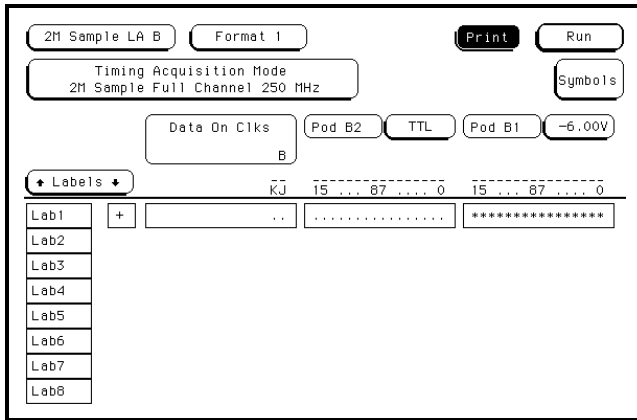 2M Sample LA B Format 1 Print Run
Timing Acquisition Mode
2M Sample Full Channel 250 MHz
Symbols
Data On Clks Pod B2 TTL Pod B1 -6.00V
B
↑ Labels ↓ KJ 15 ... 87 .... 0 15 ... 87 .... 0
Lab1 + .. ................ ****************
Lab2
Lab3
Lab4
Lab5
Lab6
Lab7
Lab8